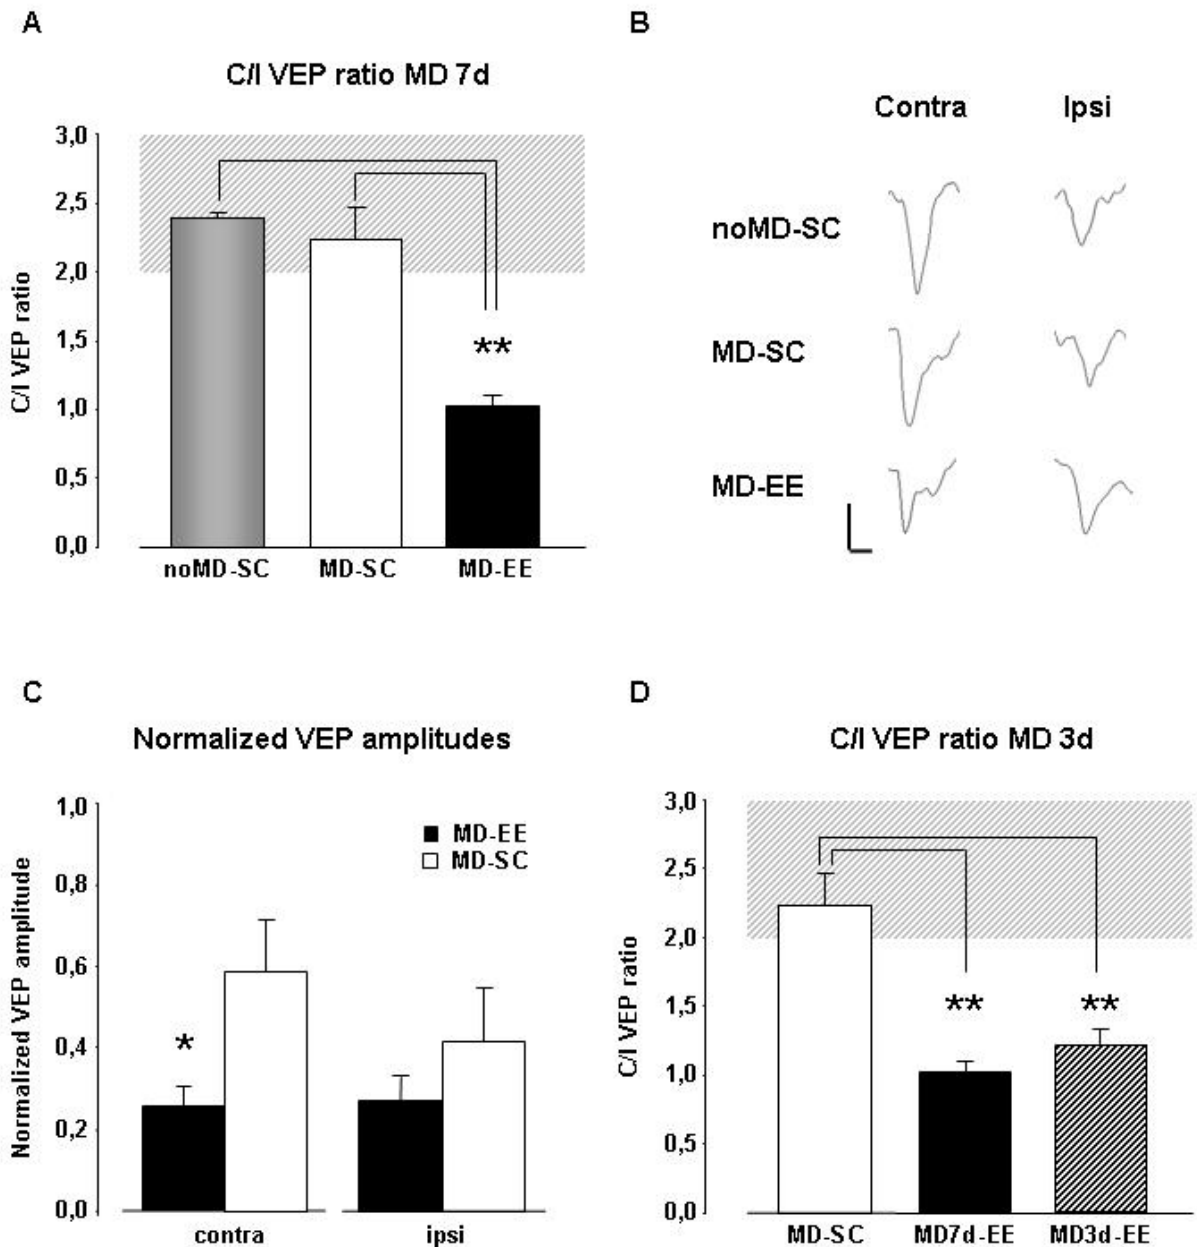 A
C/I VEP ratio MD 7d
C/I VEP ratio
3,0
2,5
2,0
1,5
1,0
0,5
0,0
**
noMD-SC
MD-SC
MD-EE
B
Contra
Ipsi
noMD-SC
MD-SC
MD-EE
C
Normalized VEP amplitudes
Normalized VEP amplitude
1,0
0,8
0,6
0,4
0,2
0,0
MD-EE
MD-SC
*
contra
ipsi
D
C/I VEP ratio MD 3d
C/I VEP ratio
3,0
2,5
2,0
1,5
1,0
0,5
0,0
**
**
MD-SC
MD7d-EE
MD3d-EE